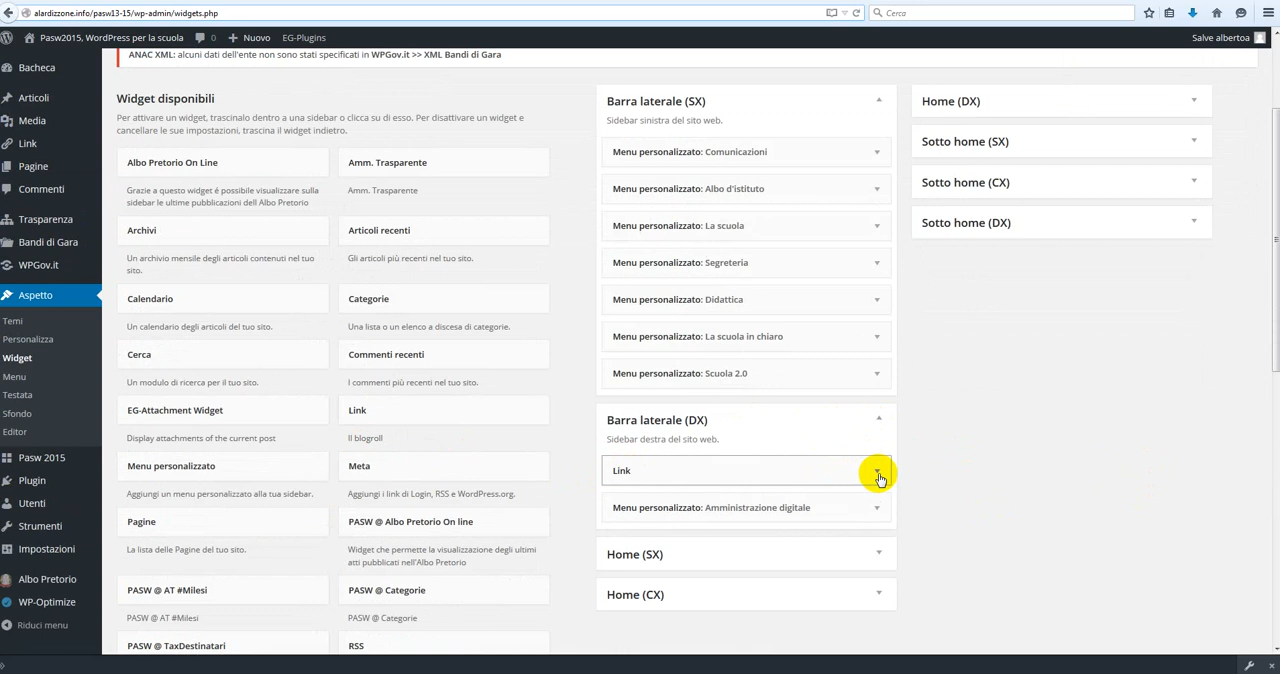 alardizzone.info/pasw13-15/wp-admin/widgets.php
Cerca
Pasw2015, WordPress per la scuola
0
Nuovo
EG-Plugins
Salve albertoa
ANAC XML: alcuni dati dell'ente non sono stati specificati in WPGov.it >> XML Bandi di Gara
Bacheca
Articoli
Media
Link
Pagine
Commenti
Trasparenza
Bandi di Gara
WPGov.it
Aspetto
Temi
Personalizza
Widget
Menu
Testata
Sfondo
Editor
Pasw 2015
Plugin
Utenti
Strumenti
Impostazioni
Albo Pretorio
WP-Optimize
Riduci menu
Widget disponibili
Per attivare un widget, trascinalo dentro a una sidebar o clicca su di esso. Per disattivare un widget e
cancellare le sue impostazioni, trascina il widget indietro.
Albo Pretorio On Line
Grazie a questo widget é possibile visualizzare sulla
sidebar le ultime pubblicazioni dell Albo Pretorio
Amm. Trasparente
Amm. Trasparente
Archivi
Un archivio mensile degli articoli contenuti nel tuo
sito.
Articoli recenti
Gli articoli più recenti nel tuo sito.
Calendario
Un calendario degli articoli del tuo sito.
Categorie
Una lista o un elenco a discesa di categorie.
Cerca
Un modulo di ricerca per il tuo sito.
Commenti recenti
I commenti più recenti nel tuo sito.
EG-Attachment Widget
Display attachments of the current post
Link
Il blogroll
Menu personalizzato
Aggiungi un menu personalizzato alla tua sidebar.
Meta
Aggiungi i link di Login, RSS e WordPress.org.
Pagine
La lista delle Pagine del tuo sito.
PASW @ Albo Pretorio On line
Widget che permette la visualizzazione degli ultimi
atti pubblicati nell'Albo Pretorio
PASW @ AT #Milesi
PASW @ AT #Milesi
PASW @ Categorie
PASW @ Categorie
PASW @ TaxDestinatari
RSS
Barra laterale (SX)
Sidebar sinistra del sito web.
Menu personalizzato: Comunicazioni
Menu personalizzato: Albo d'istituto
Menu personalizzato: La scuola
Menu personalizzato: Segreteria
Menu personalizzato: Didattica
Menu personalizzato: La scuola in chiaro
Menu personalizzato: Scuola 2.0
Barra laterale (DX)
Sidebar destra del sito web.
Link
Menu personalizzato: Amministrazione digitale
Home (SX)
Home (CX)
Home (DX)
Sotto home (SX)
Sotto home (CX)
Sotto home (DX)